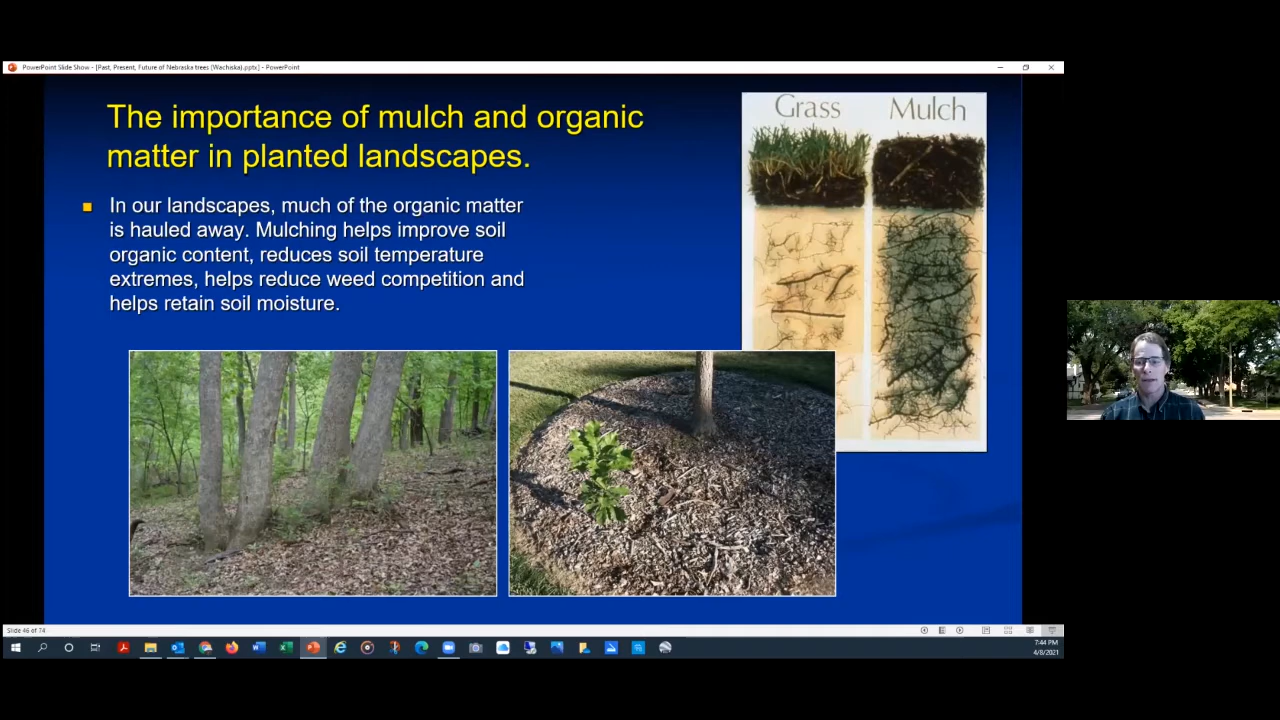 PowerPoint Slide Show - [Past, Present, Future of Nebraska trees (Wachiska).pptx] - PowerPoint
The importance of mulch and organic
matter in planted landscapes.
In our landscapes, much of the organic matter
is hauled away. Mulching helps improve soil
organic content, reduces soil temperature
extremes, helps reduce weed competition and
helps retain soil moisture.
Grass
Mulch
Slide 46 of 74
7:44 PM
4/8/2021